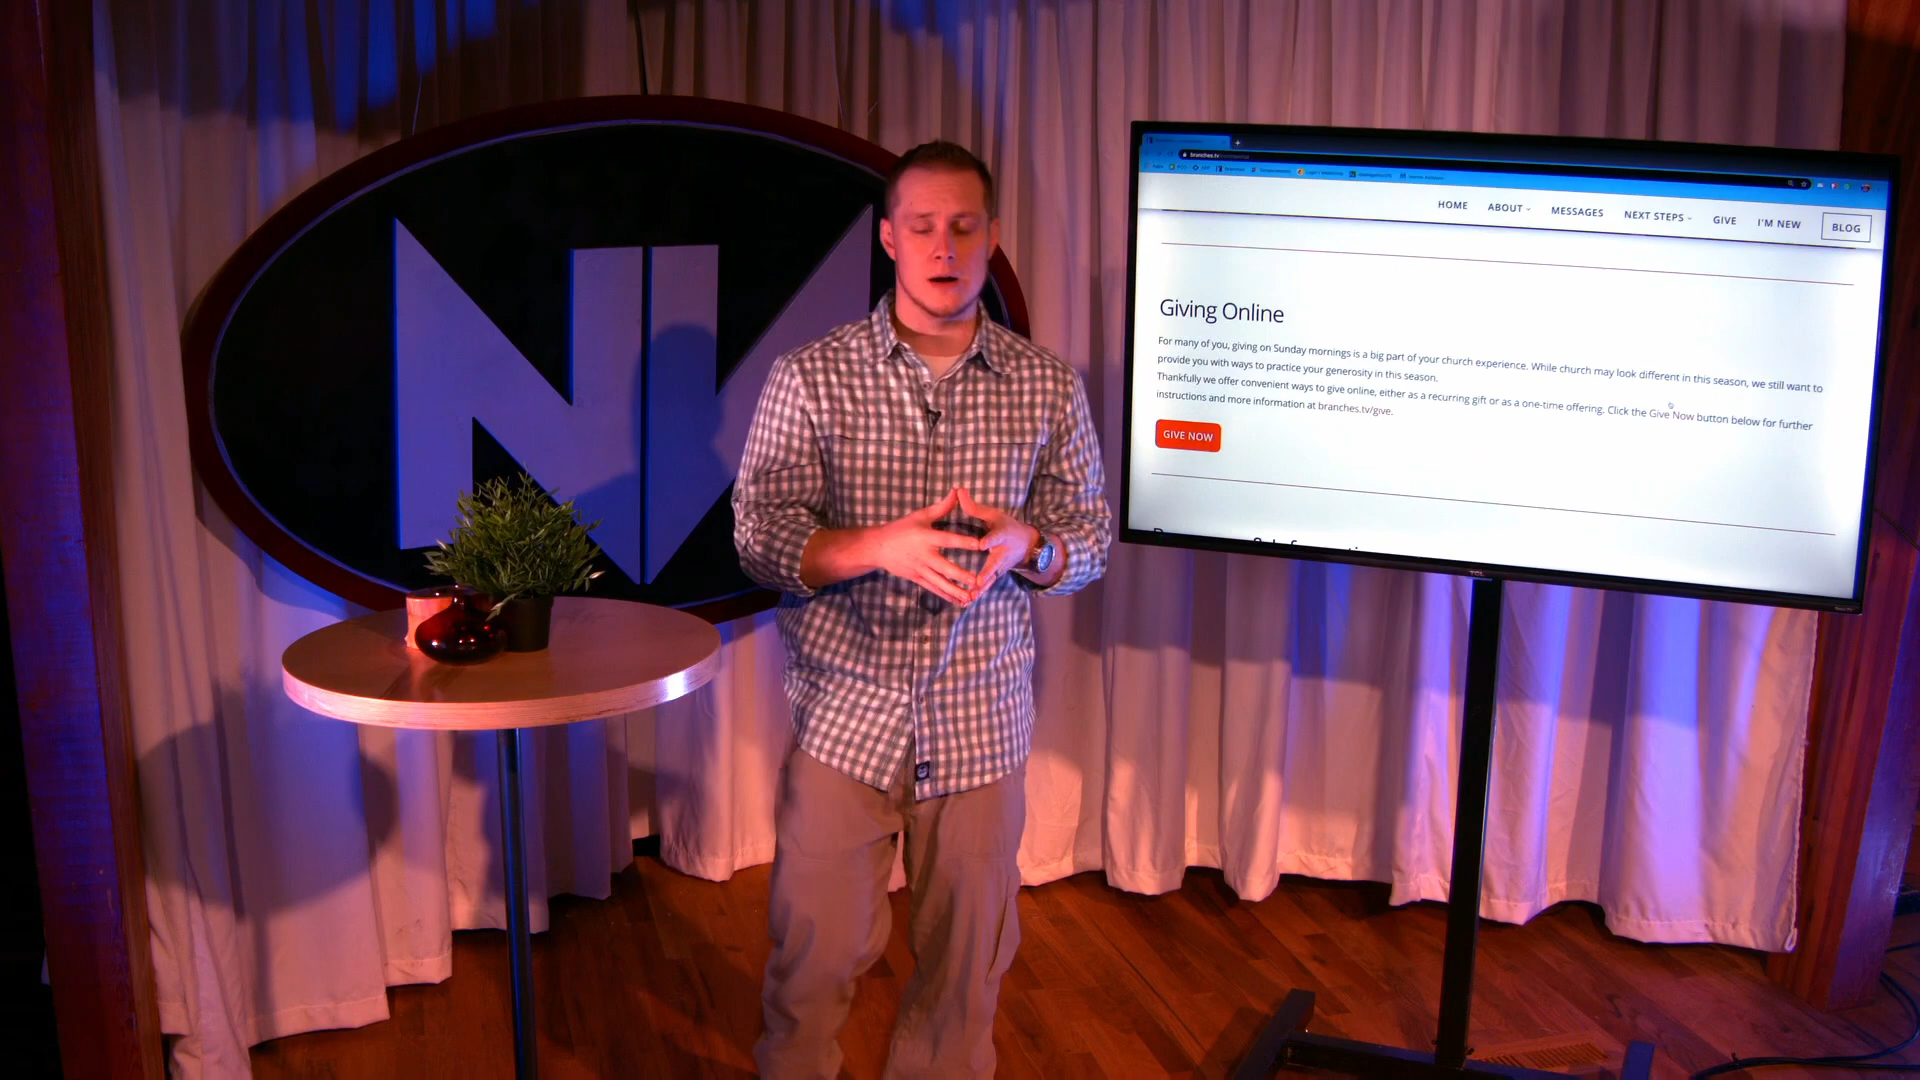 branches.tv
HOME ABOUT MESSAGES NEXT STEPS GIVE I'M NEW BLOG
Giving Online
For many of you, giving on Sunday mornings is a big part of your church experience. While church may look different in this season, we still want to
provide you with ways to practice your generosity in this season.
Thankfully we offer convenient ways to give online, either as a recurring gift or as a one-time offering. Click the Give Now button below for further
instructions and more information at branches.tv/give.
GIVE NOW
TCL